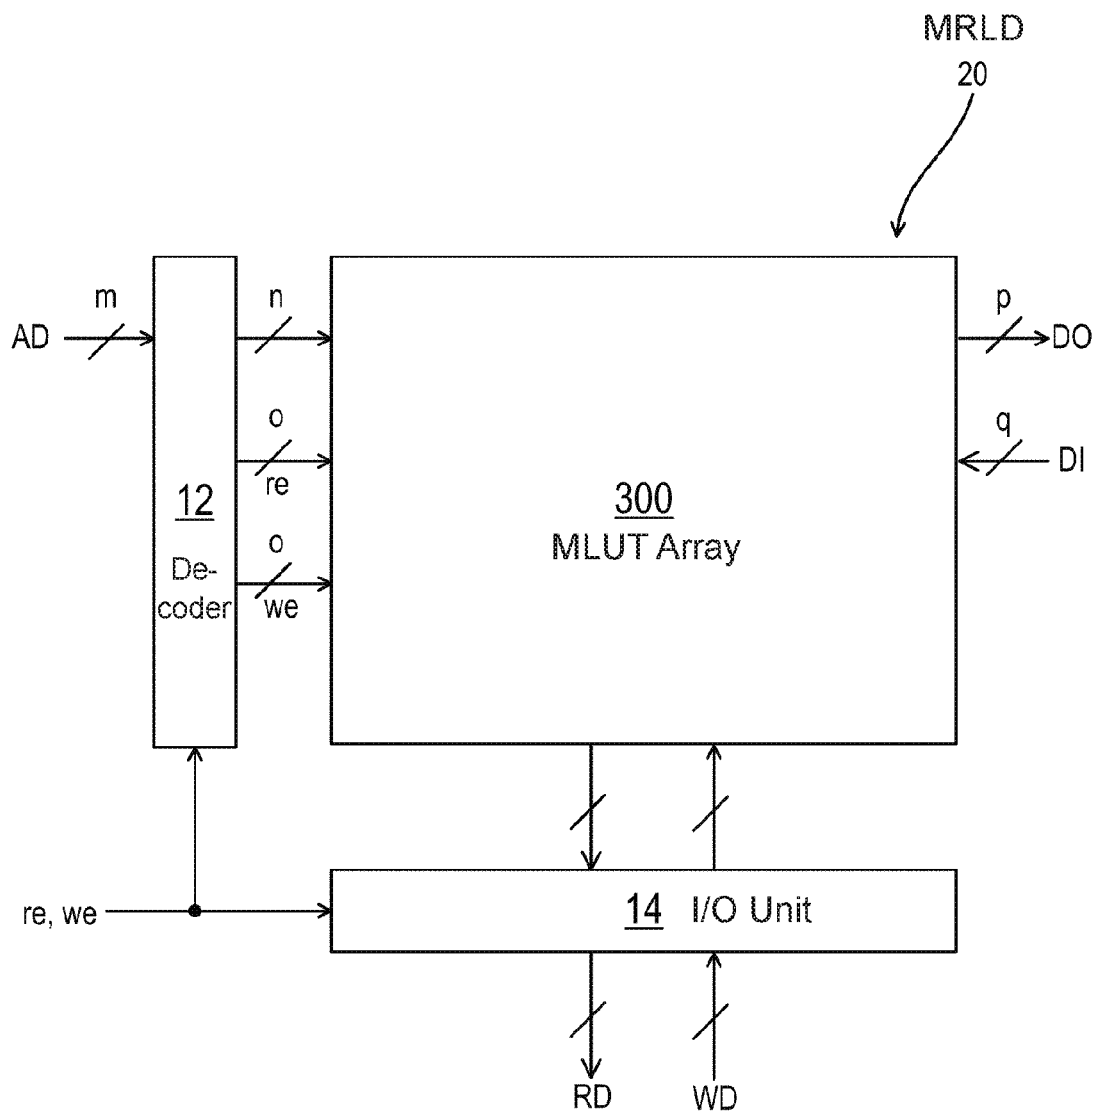 MRLD
20
m
n
p
AD
DO
o
q
re
DI
12
300
MLUT Array
o
De-
coder
we
re, we
14 I/O Unit
RD
WD